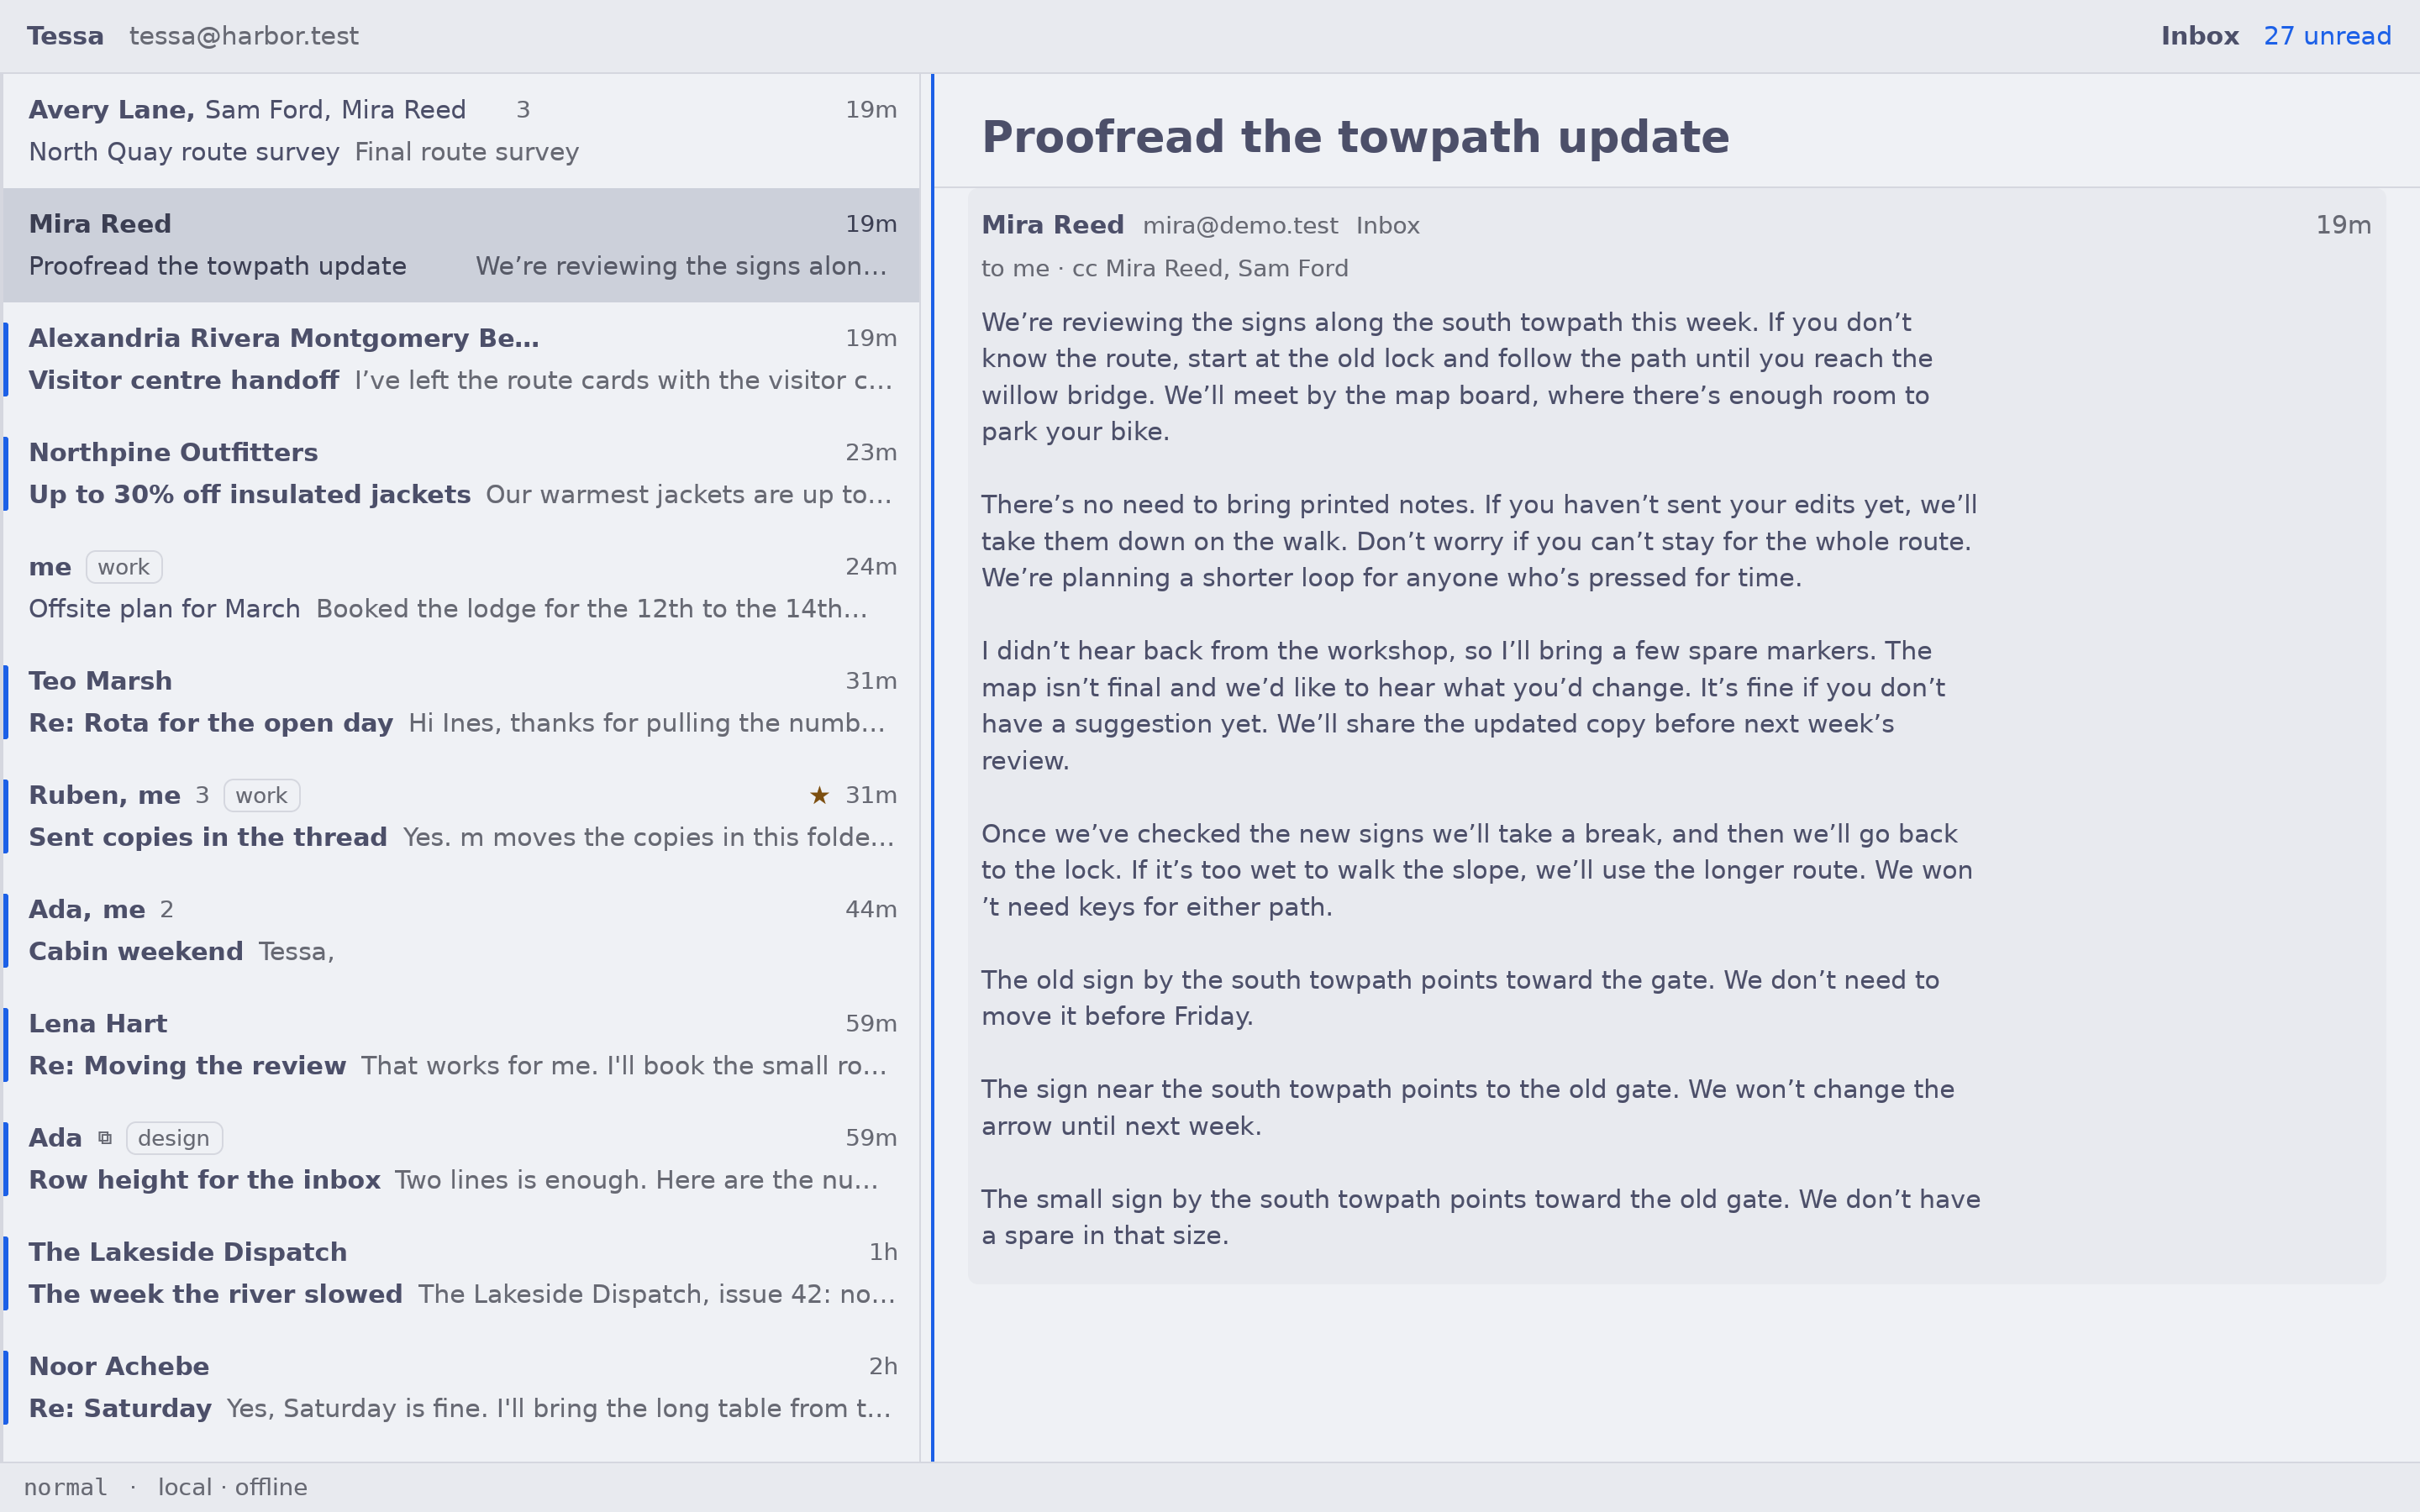 Tessa tessa@harbor.test
Inbox 27 unread
Avery Lane, Sam Ford, Mira Reed 3 19m
North Quay route survey Final route survey
Mira Reed 19m
Proofread the towpath update We’re reviewing the signs alon…
Alexandria Rivera Montgomery Be… 19m
Visitor centre handoff I’ve left the route cards with the visitor c…
Northpine Outfitters 23m
Up to 30% off insulated jackets Our warmest jackets are up to…
me work 24m
Offsite plan for March Booked the lodge for the 12th to the 14th…
Teo Marsh 31m
Re: Rota for the open day Hi Ines, thanks for pulling the numb…
Ruben, me 3 work ★ 31m
Sent copies in the thread Yes. m moves the copies in this folde…
Ada, me 2 44m
Cabin weekend Tessa,
Lena Hart 59m
Re: Moving the review That works for me. I'll book the small ro…
Ada design 59m
Row height for the inbox Two lines is enough. Here are the nu…
The Lakeside Dispatch 1h
The week the river slowed The Lakeside Dispatch, issue 42: no…
Noor Achebe 2h
Re: Saturday Yes, Saturday is fine. I'll bring the long table from t…
Proofread the towpath update
Mira Reed mira@demo.test Inbox 19m
to me · cc Mira Reed, Sam Ford
We’re reviewing the signs along the south towpath this week. If you don’t
know the route, start at the old lock and follow the path until you reach the
willow bridge. We’ll meet by the map board, where there’s enough room to
park your bike.
There’s no need to bring printed notes. If you haven’t sent your edits yet, we’ll
take them down on the walk. Don’t worry if you can’t stay for the whole route.
We’re planning a shorter loop for anyone who’s pressed for time.
I didn’t hear back from the workshop, so I’ll bring a few spare markers. The
map isn’t final and we’d like to hear what you’d change. It’s fine if you don’t
have a suggestion yet. We’ll share the updated copy before next week’s
review.
Once we’ve checked the new signs we’ll take a break, and then we’ll go back
to the lock. If it’s too wet to walk the slope, we’ll use the longer route. We won
’t need keys for either path.
The old sign by the south towpath points toward the gate. We don’t need to
move it before Friday.
The sign near the south towpath points to the old gate. We won’t change the
arrow until next week.
The small sign by the south towpath points toward the old gate. We don’t have
a spare in that size.
normal · local · offline